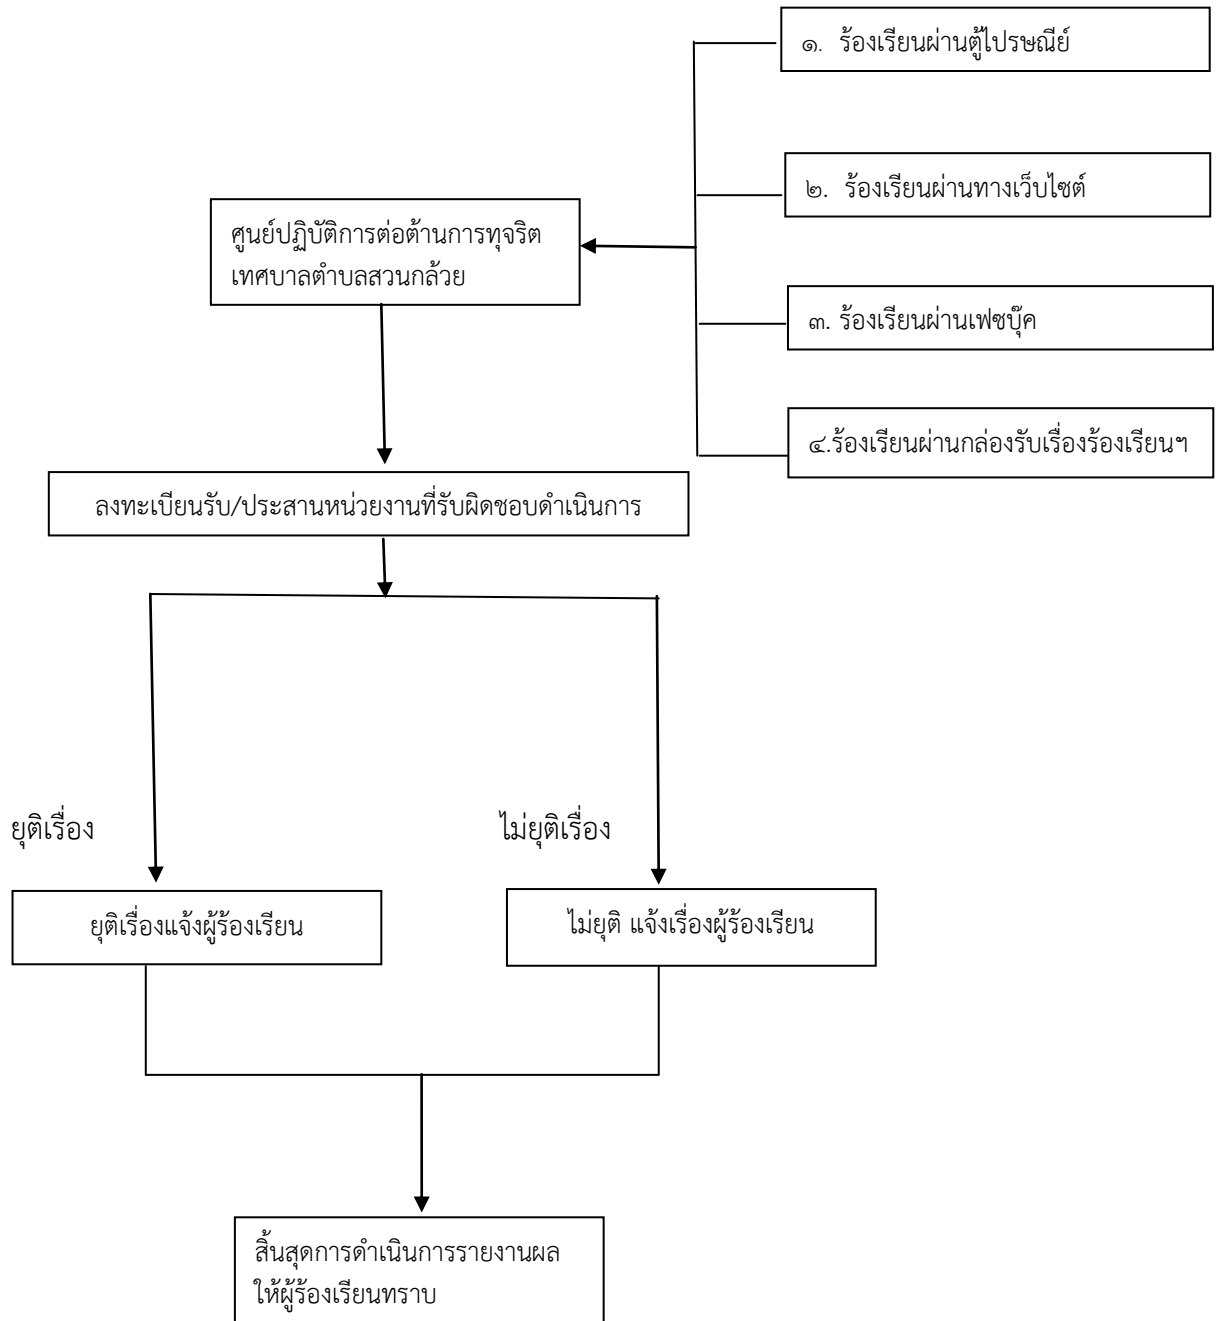 ๑. ร้องเรียนผ่านตู้ไปรษณีย์
๒. ร้องเรียนผ่านทางเว็บไซต์
ศูนย์ปฏิบัติการต่อต้านการทุจริต
เทศบาลตำบลสวนกล้วย
๓. ร้องเรียนผ่านเฟซบุ๊ค
๔.ร้องเรียนผ่านกล่องรับเรื่องร้องเรียนฯ
ลงทะเบียนรับ/ประสานหน่วยงานที่รับผิดชอบดำเนินการ
ยุติเรื่อง
ไม่ยุติเรื่อง
ยุติเรื่องแจ้งผู้ร้องเรียน
ไม่ยุติ แจ้งเรื่องผู้ร้องเรียน
สิ้นสุดการดำเนินการรายงานผล
ให้ผู้ร้องเรียนทราบ